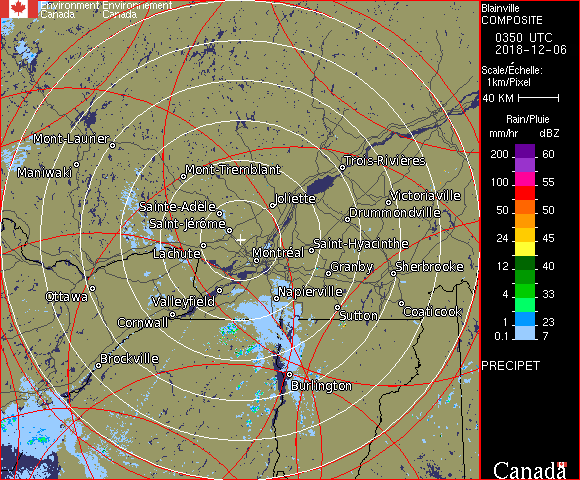 Environment Environnement
Canada Canada
Blainville
COMPOSITE
0350 UTC
2018-12-06
Scale/Échelle:
1km/Pixel
40 KM
Rain/Pluie
mm/hr dBZ
200 60
100 55
50 50
24 45
12 40
4 33
1 23
0.1 7
PRECIPET
Canada
Mont-Laurier
Maniwaki
Mont-Tremblant
Trois-Rivières
Joliette
Victoriaville
Sainte-Adele
Drummondville
Saint-Jérôme
Lachute
Montréal
Saint-Hyacinthe
Granby
Sherbrooke
Ottawa
Valleyfield
Napierville
Cornwall
Sutton
Coaticook
Brockville
Burlington